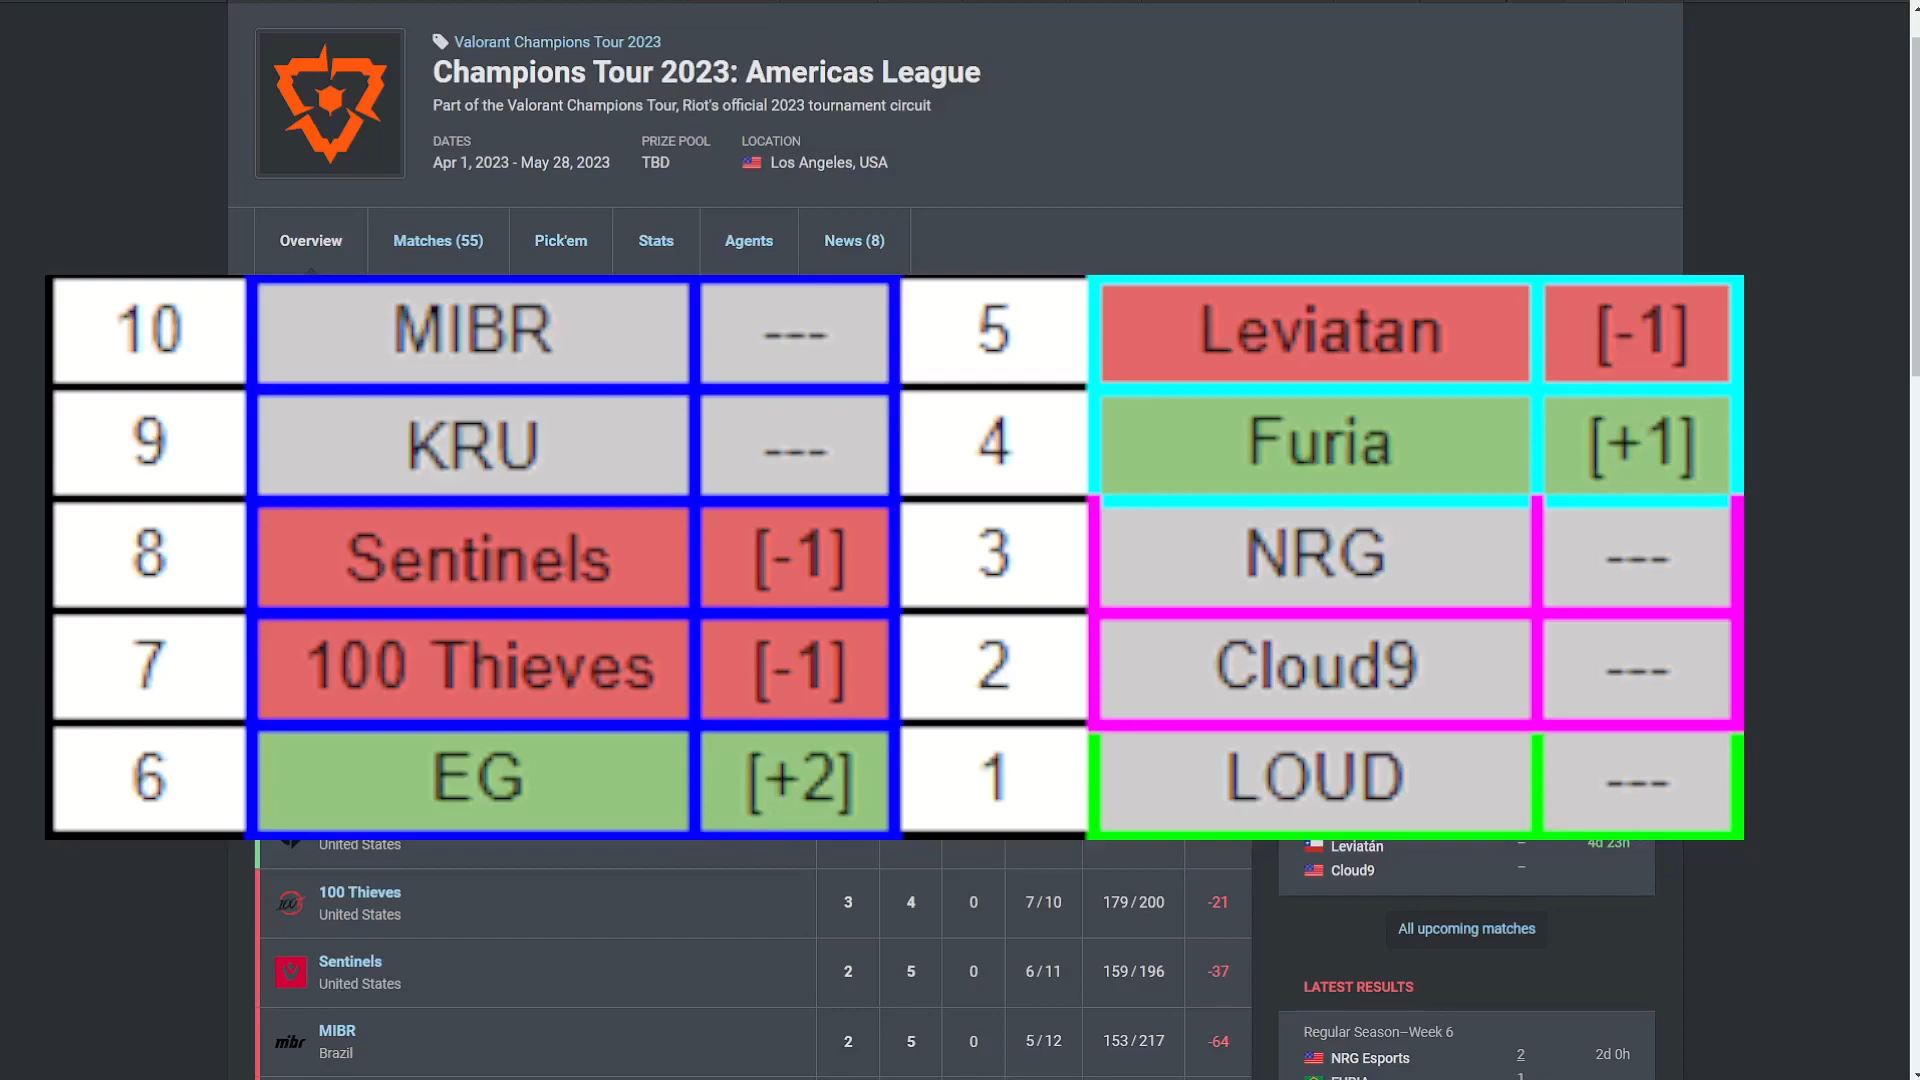 Valorant Champions Tour 2023
Champions Tour 2023: Americas League
Part of the Valorant Champions Tour, Riot's official 2023 tournament circuit
DATES PRIZE POOL LOCATION
Apr 1, 2023 - May 28, 2023 TBD Los Angeles, USA
Overview Matches (55) Pick'em Stats Agents News (8)
10 MIBR --- 5 Leviatan [-1]
9 KRU --- 4 Furia [+1]
8 Sentinels [-1] 3 NRG ---
7 100 Thieves [-1] 2 Cloud9 ---
6 EG [+2] 1 LOUD ---
United States
100 Thieves 3 4 0 7/10 179/200 -21
United States
Sentinels 2 5 0 6/11 159/196 -37
United States
MIBR 2 5 0 5/12 153/217 -64
Brazil
Leviatán – 4d 23h
Cloud9 –
All upcoming matches
LATEST RESULTS
Regular Season–Week 6
NRG Esports 2 2d 0h
FURIA 1
100
mibr